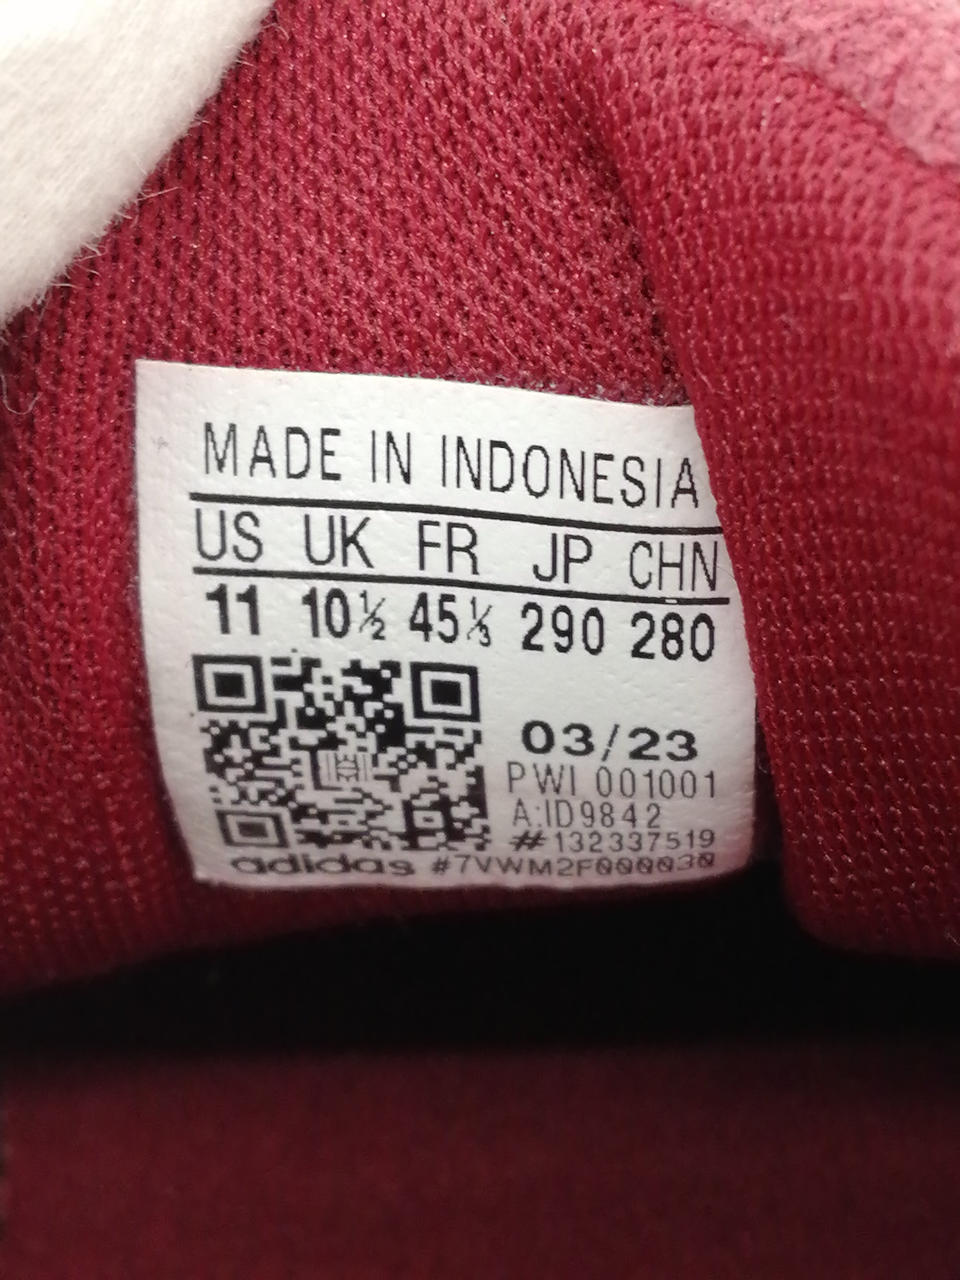 MADE IN INDONESIA
US UK FR JP CHN
11 10½ 45⅓ 290 280
03/23
PWI 001001
A:ID9842
#132337519
adidas #7VWM2F000030